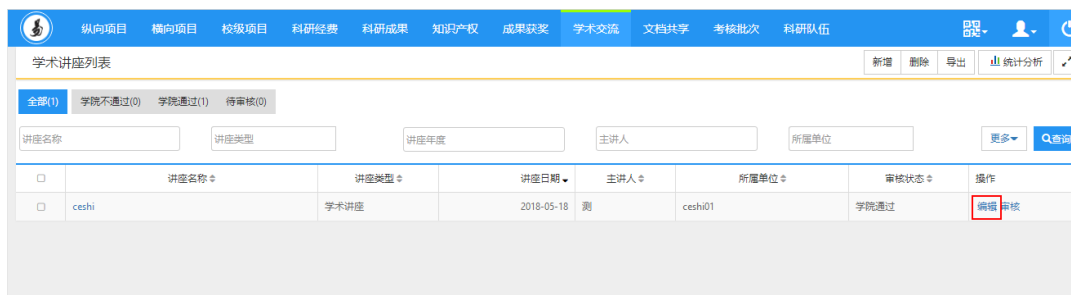 纵向项目 横向项目 校级项目 科研经费 科研成果 知识产权 成果获奖 学术交流 文档共享 考核批次 科研队伍
学术讲座列表 新增 删除 导出 统计分析
全部(1) 学院不通过(0) 学院通过(1) 待审核(0)
讲座名称 讲座类型 讲座年度 主讲人 所属单位 更多 查询
讲座名称 讲座类型 讲座日期 主讲人 所属单位 审核状态 操作
ceshi 学术讲座 2018-05-18 测 ceshi01 学院通过 编辑 审核